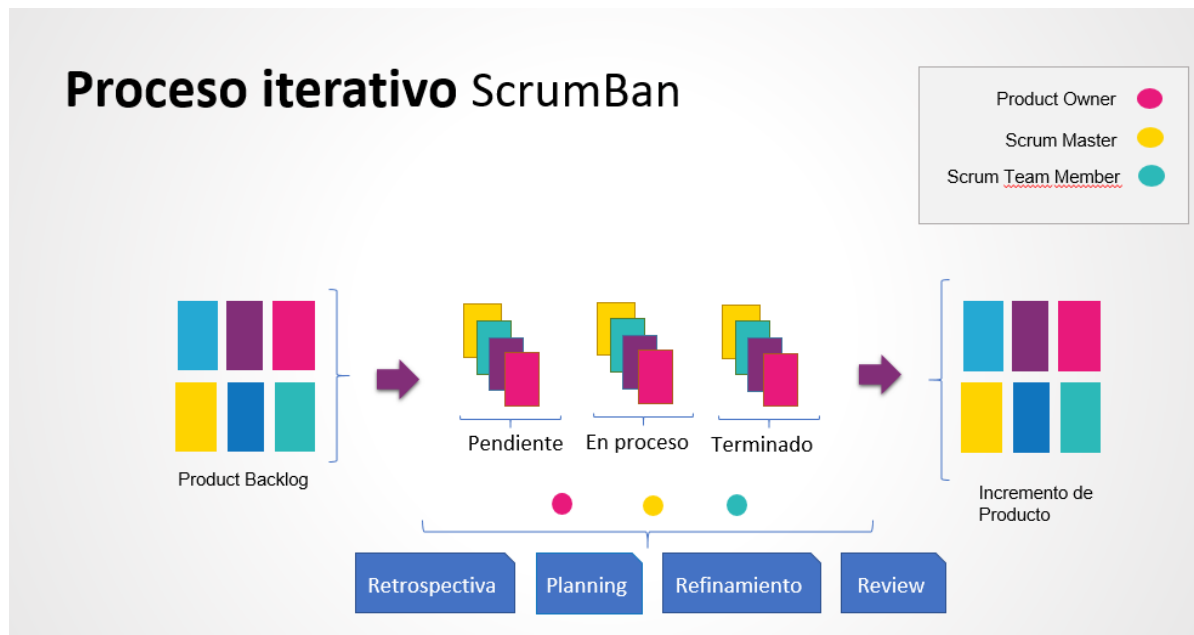 Proceso iterativo ScrumBan
Product Owner
Scrum Master
Scrum Team Member
Product Backlog
Pendiente
En proceso
Terminado
Incremento de
Producto
Retrospectiva
Planning
Refinamiento
Review